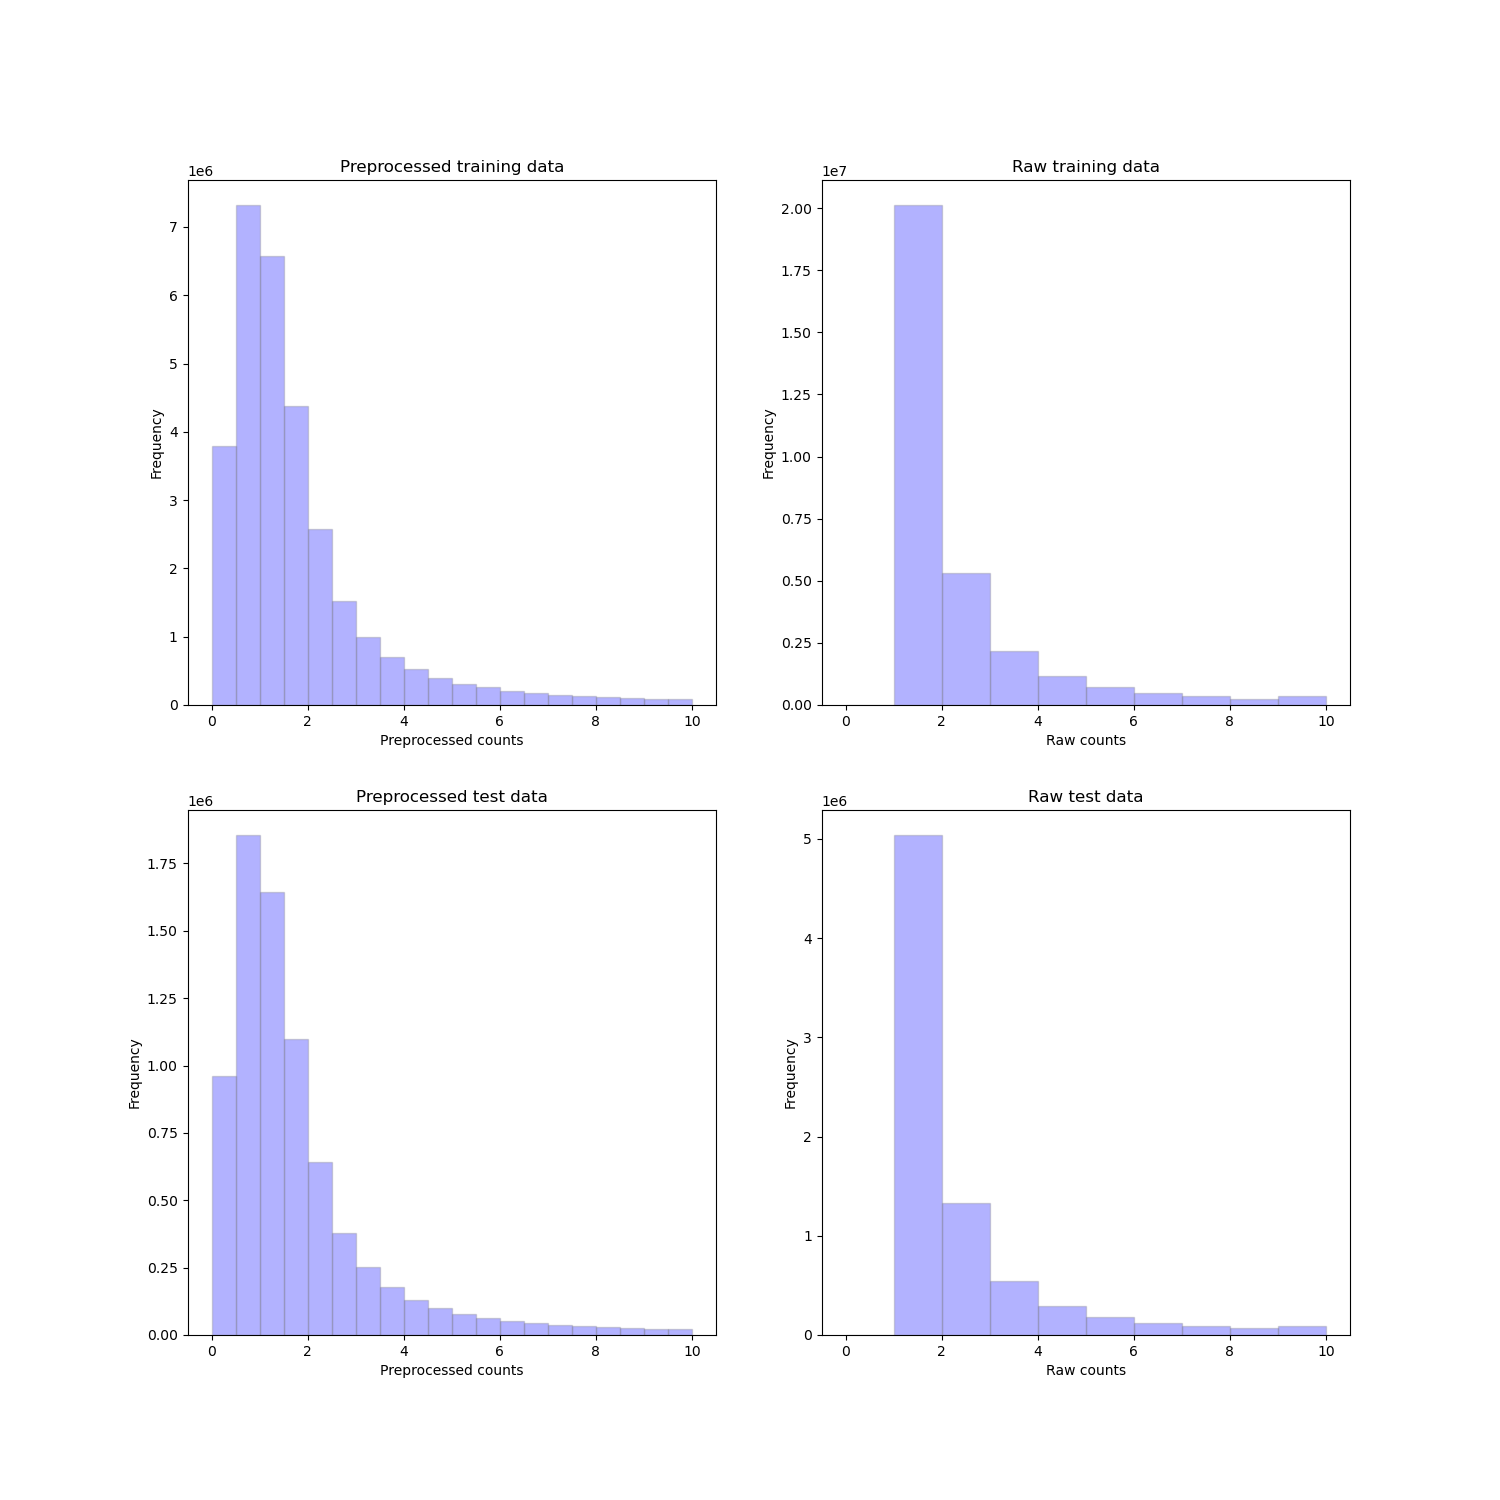 Preprocessed training data
1e6
7
6
5
4
3
2
1
0
Frequency
0 2 4 6 8 10
Preprocessed counts
Raw training data
1e7
2.00
1.75
1.50
1.25
1.00
0.75
0.50
0.25
0.00
Frequency
0 2 4 6 8 10
Raw counts
Preprocessed test data
1e6
1.75
1.50
1.25
1.00
0.75
0.50
0.25
0.00
Frequency
0 2 4 6 8 10
Preprocessed counts
Raw test data
1e6
5
4
3
2
1
0
Frequency
0 2 4 6 8 10
Raw counts